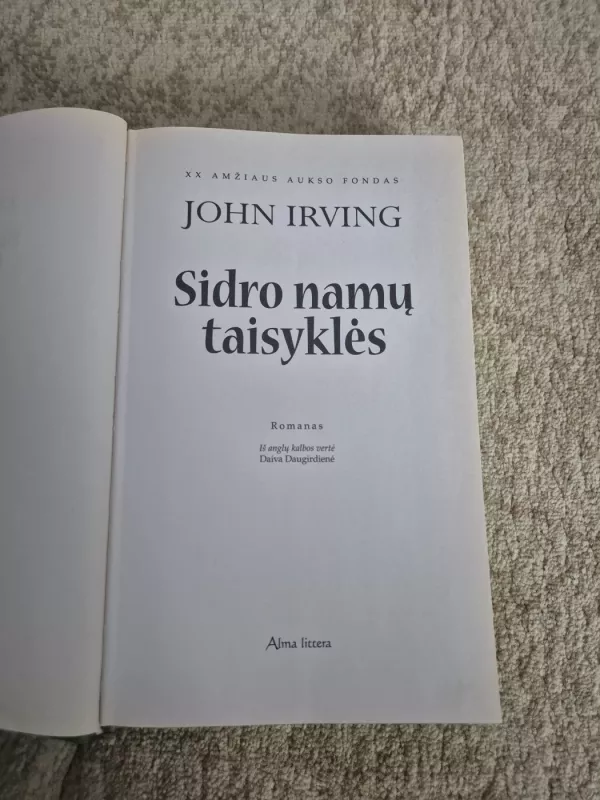 XX AMŽIAUS AUKSO FONDAS
JOHN IRVING
Sidro namų
taisyklės
Romanas
Iš anglų kalbos vertė
Daiva Daugirdienė
Alma littera